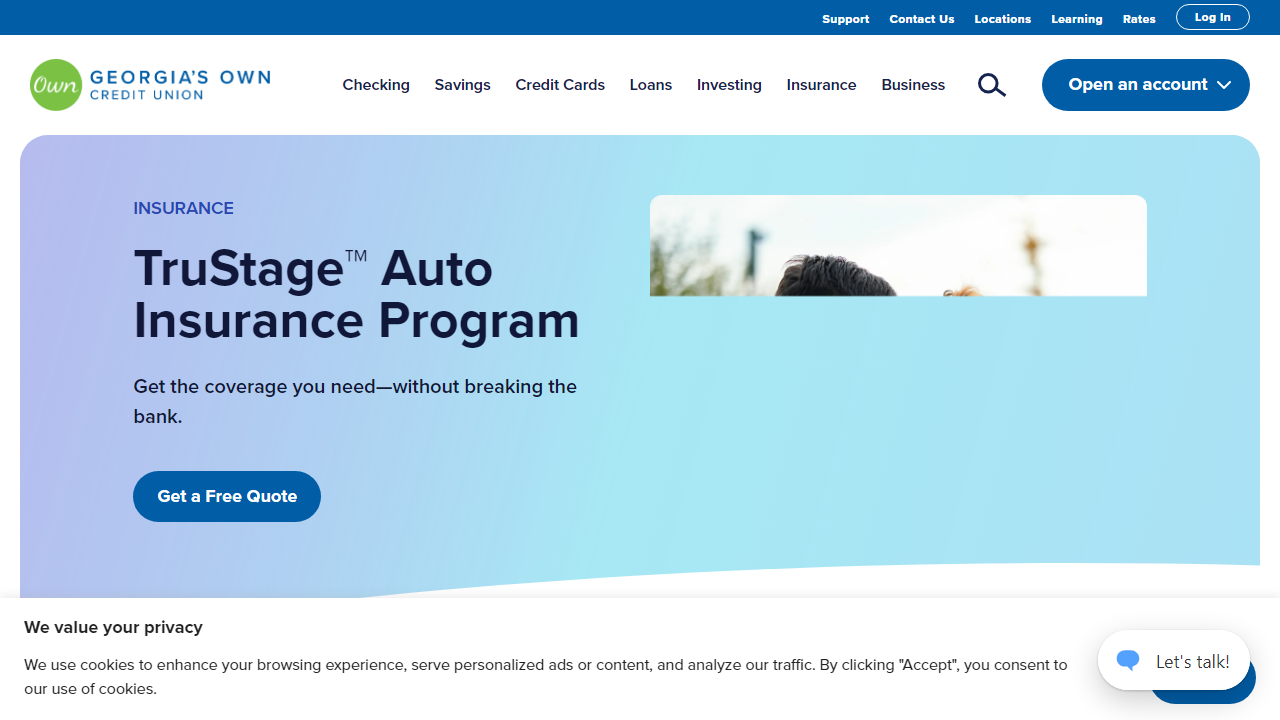 Support Contact Us Locations Learning Rates Log In
Own GEORGIA'S OWN
CREDIT UNION
Checking Savings Credit Cards Loans Investing Insurance Business
Open an account
INSURANCE
TruStage™ Auto
Insurance Program
Get the coverage you need—without breaking the
bank.
Get a Free Quote
We value your privacy
We use cookies to enhance your browsing experience, serve personalized ads or content, and analyze our traffic. By clicking "Accept", you consent to
our use of cookies.
Let's talk!